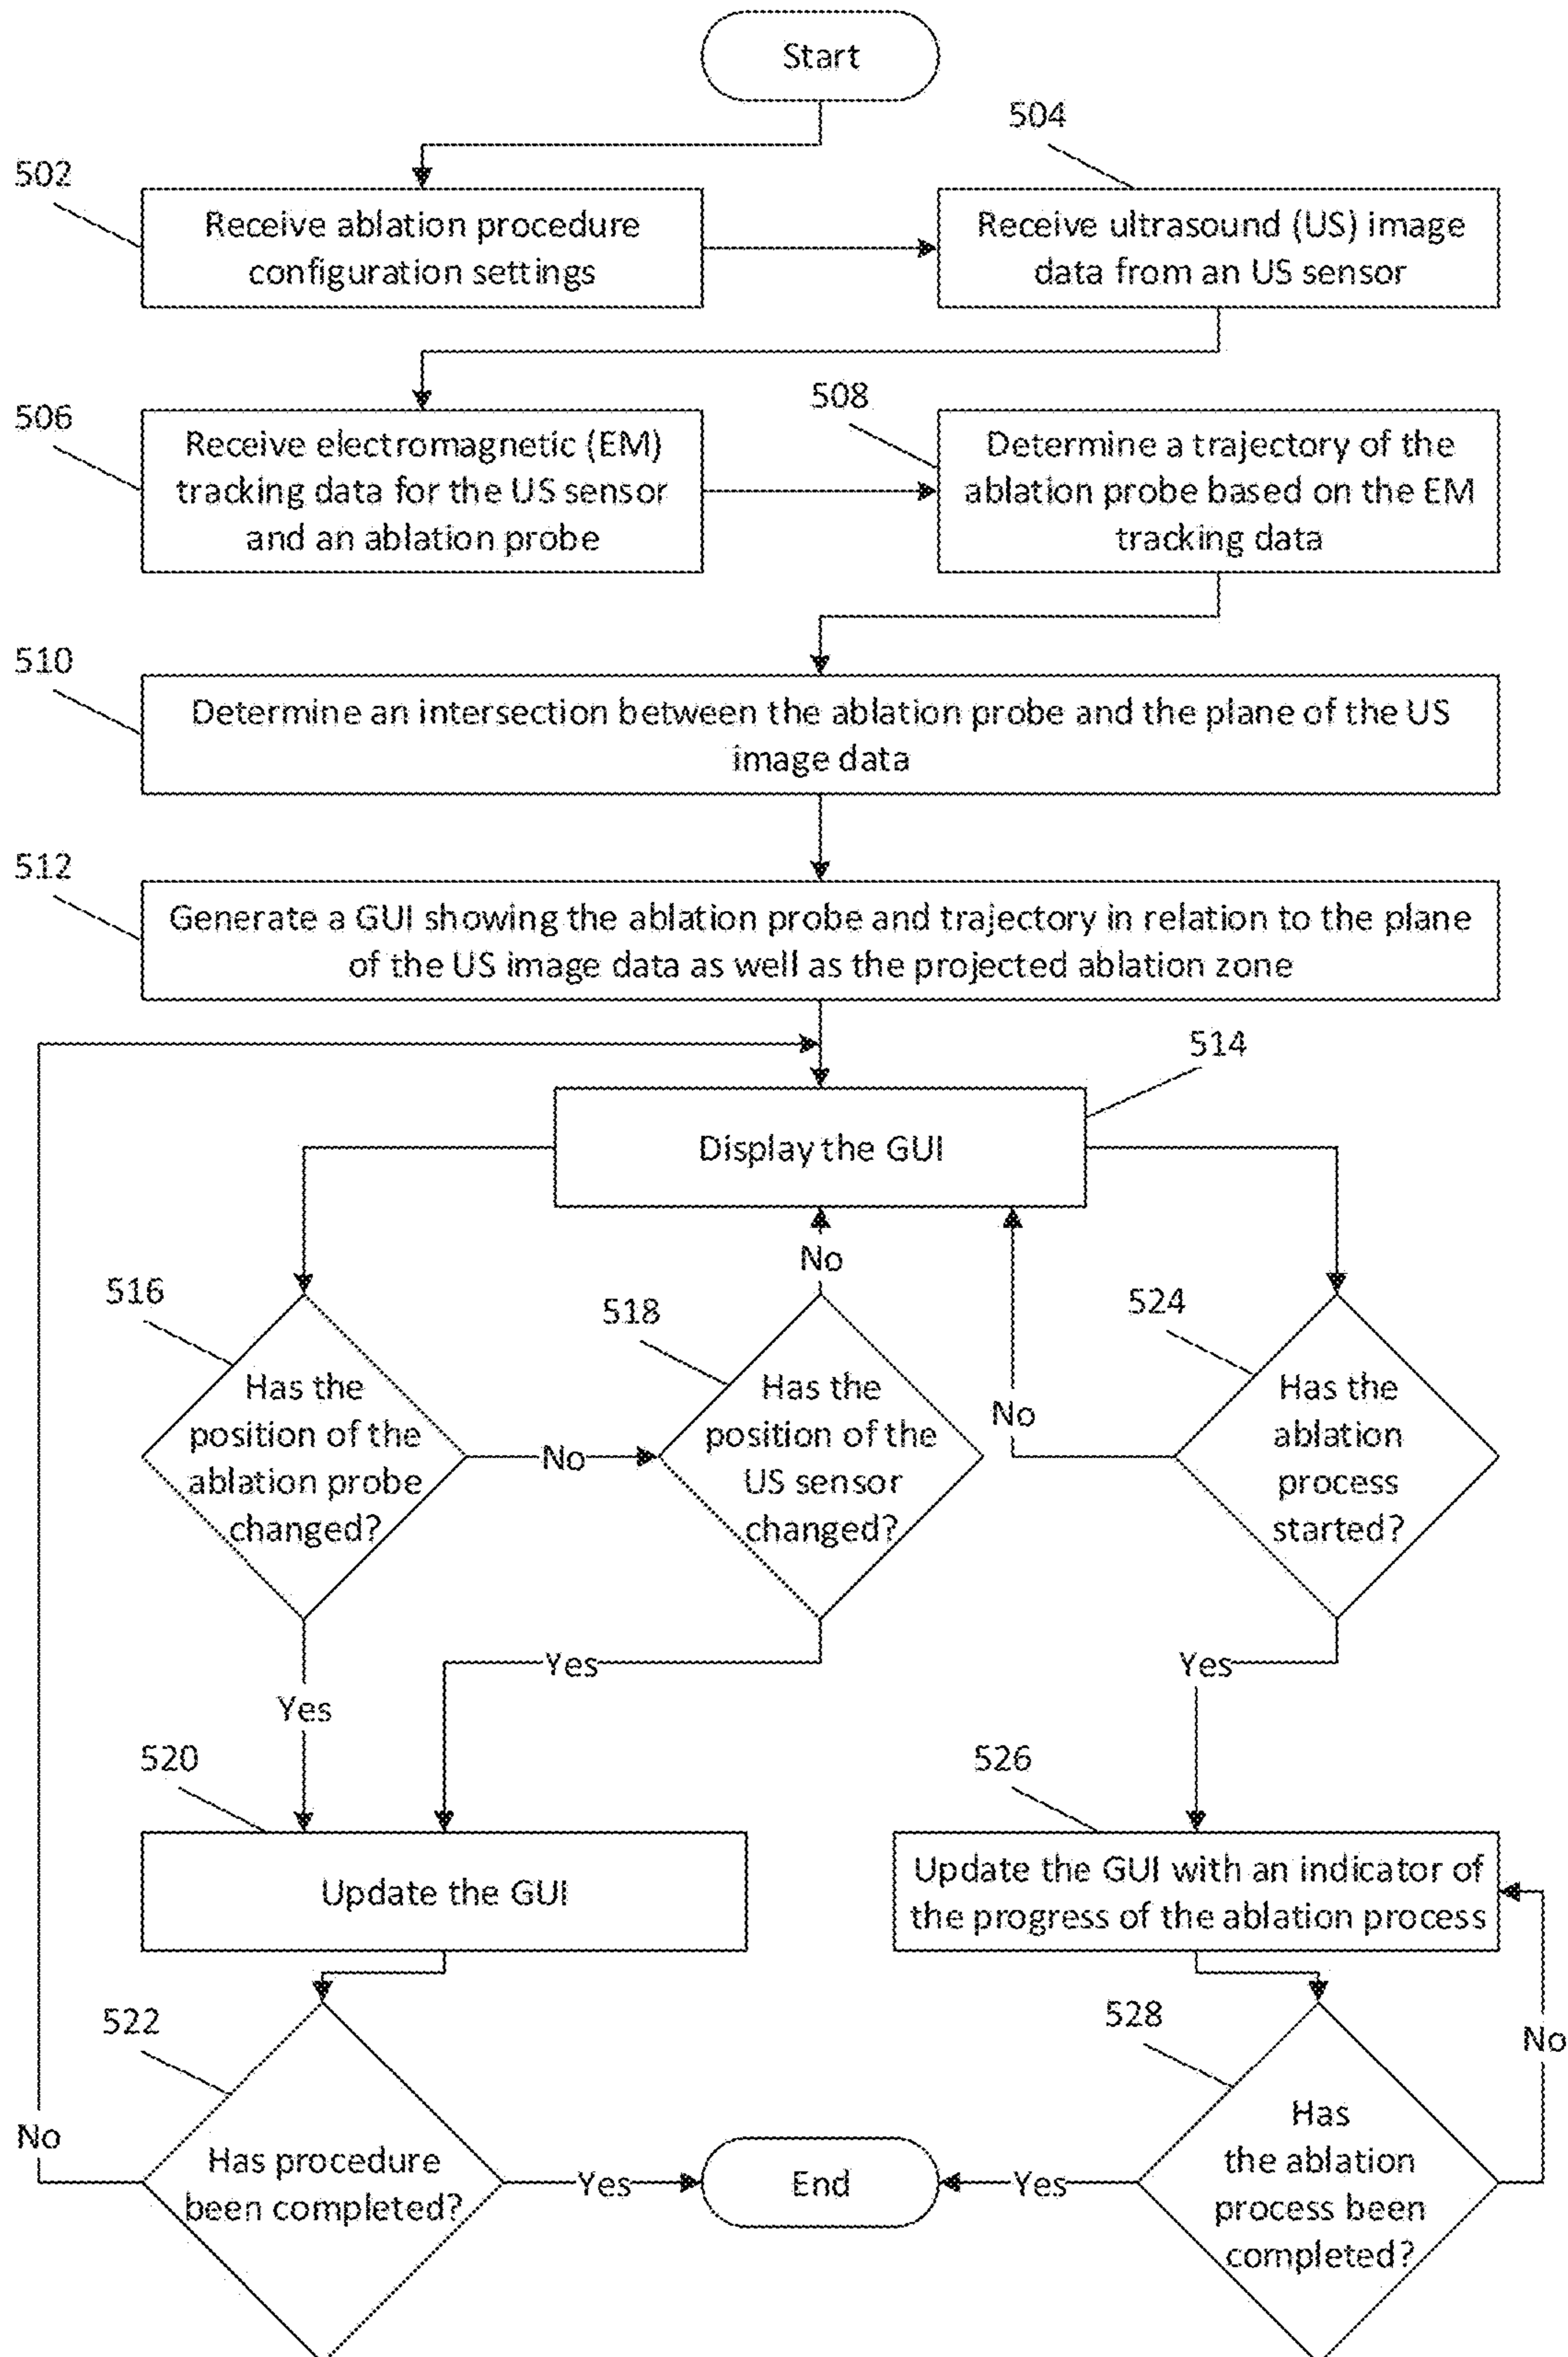 Start
504
502
Receive ablation procedure
configuration settings
Receive ultrasound (US) image
data from an US sensor
506
508
Receive electromagnetic (EM)
tracking data for the US sensor
and an ablation probe
Determine a trajectory of the
ablation probe based on the EM
tracking data
510
Determine an intersection between the ablation probe and the plane of the US
image data
512
Generate a GUI showing the ablation probe and trajectory in relation to the plane
of the US image data as well as the projected ablation zone
514
Display the GUI
No
516
518
524
Has the
position of the
ablation probe
changed?
No
Has the
position of the
US sensor
changed?
No
Has the
ablation
process
started?
Yes
Yes
Yes
520
526
Update the GUI
Update the GUI with an indicator of
the progress of the ablation process
522
528
No
No
Has procedure
been completed?
Yes
End
Yes
Has
the ablation
process been
completed?